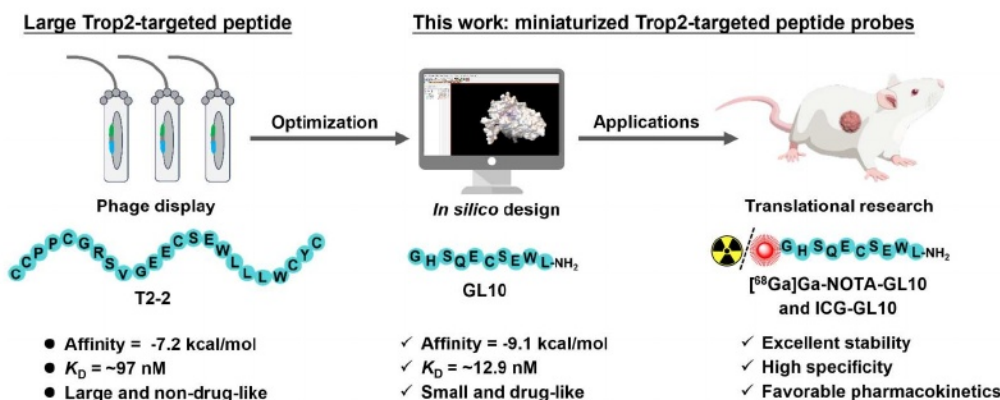 Large Trop2-targeted peptide
This work: miniaturized Trop2-targeted peptide probes
Optimization
Applications
Phage display
In silico design
Translational research
CCPPCGRSVGEECSEWLLLWCYC
T2-2
GHSQECSEWL-NH₂
GL10
GHSQECSEWL-NH₂
[⁶⁸Ga]Ga-NOTA-GL10
and ICG-GL10
● Affinity = -7.2 kcal/mol
● K_D = ~97 nM
● Large and non-drug-like
✓ Affinity = -9.1 kcal/mol
✓ K_D = ~12.9 nM
✓ Small and drug-like
✓ Excellent stability
✓ High specificity
✓ Favorable pharmacokinetics